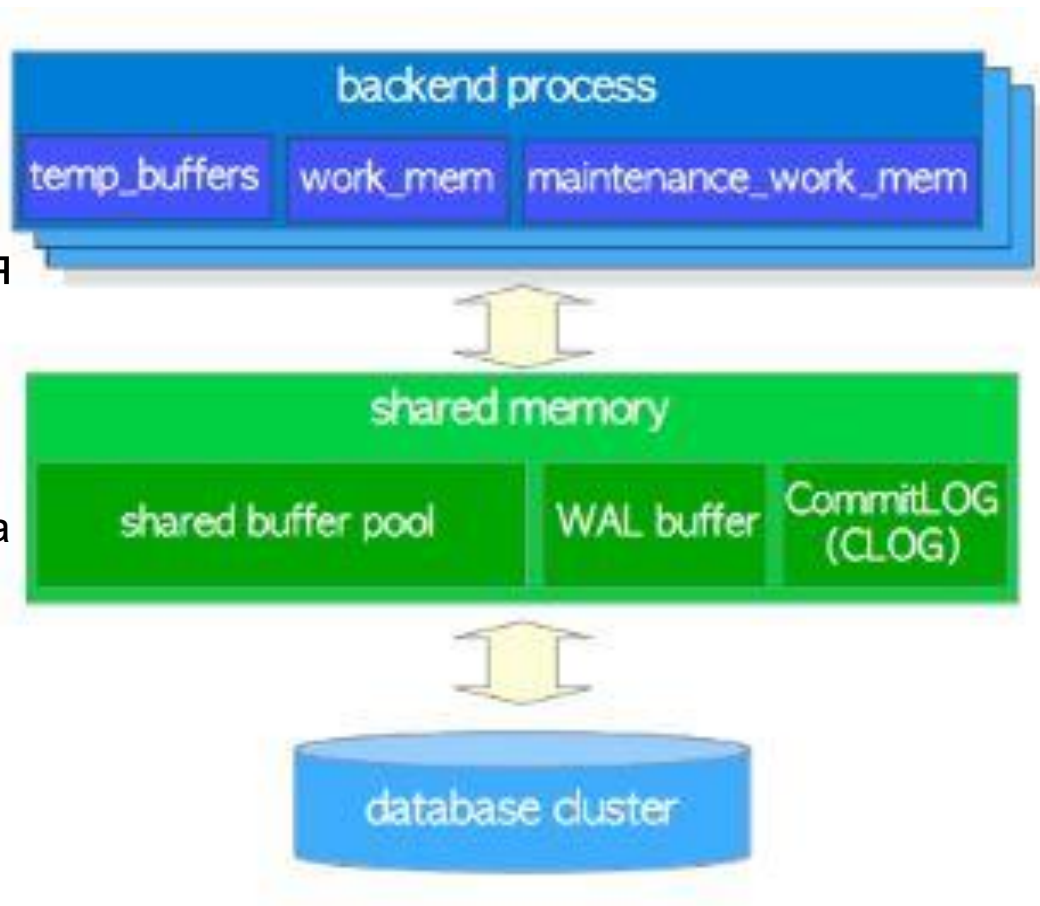 backend process
temp_buffers work_mem maintenance_work_mem
я
shared memory
shared buffer pool WAL buffer CommitLOG
(CLOG)
а
database cluster